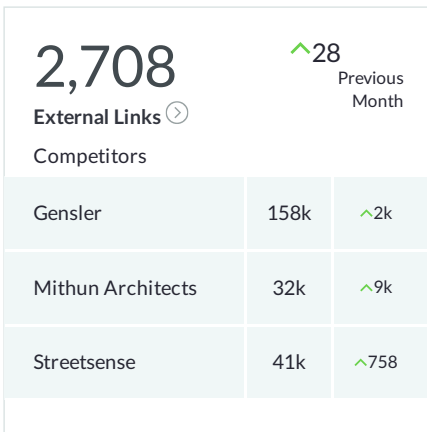 2,708
28
Previous
Month
External Links
Competitors
Gensler 158k 2k
Mithun Architects 32k 9k
Streetsense 41k 758